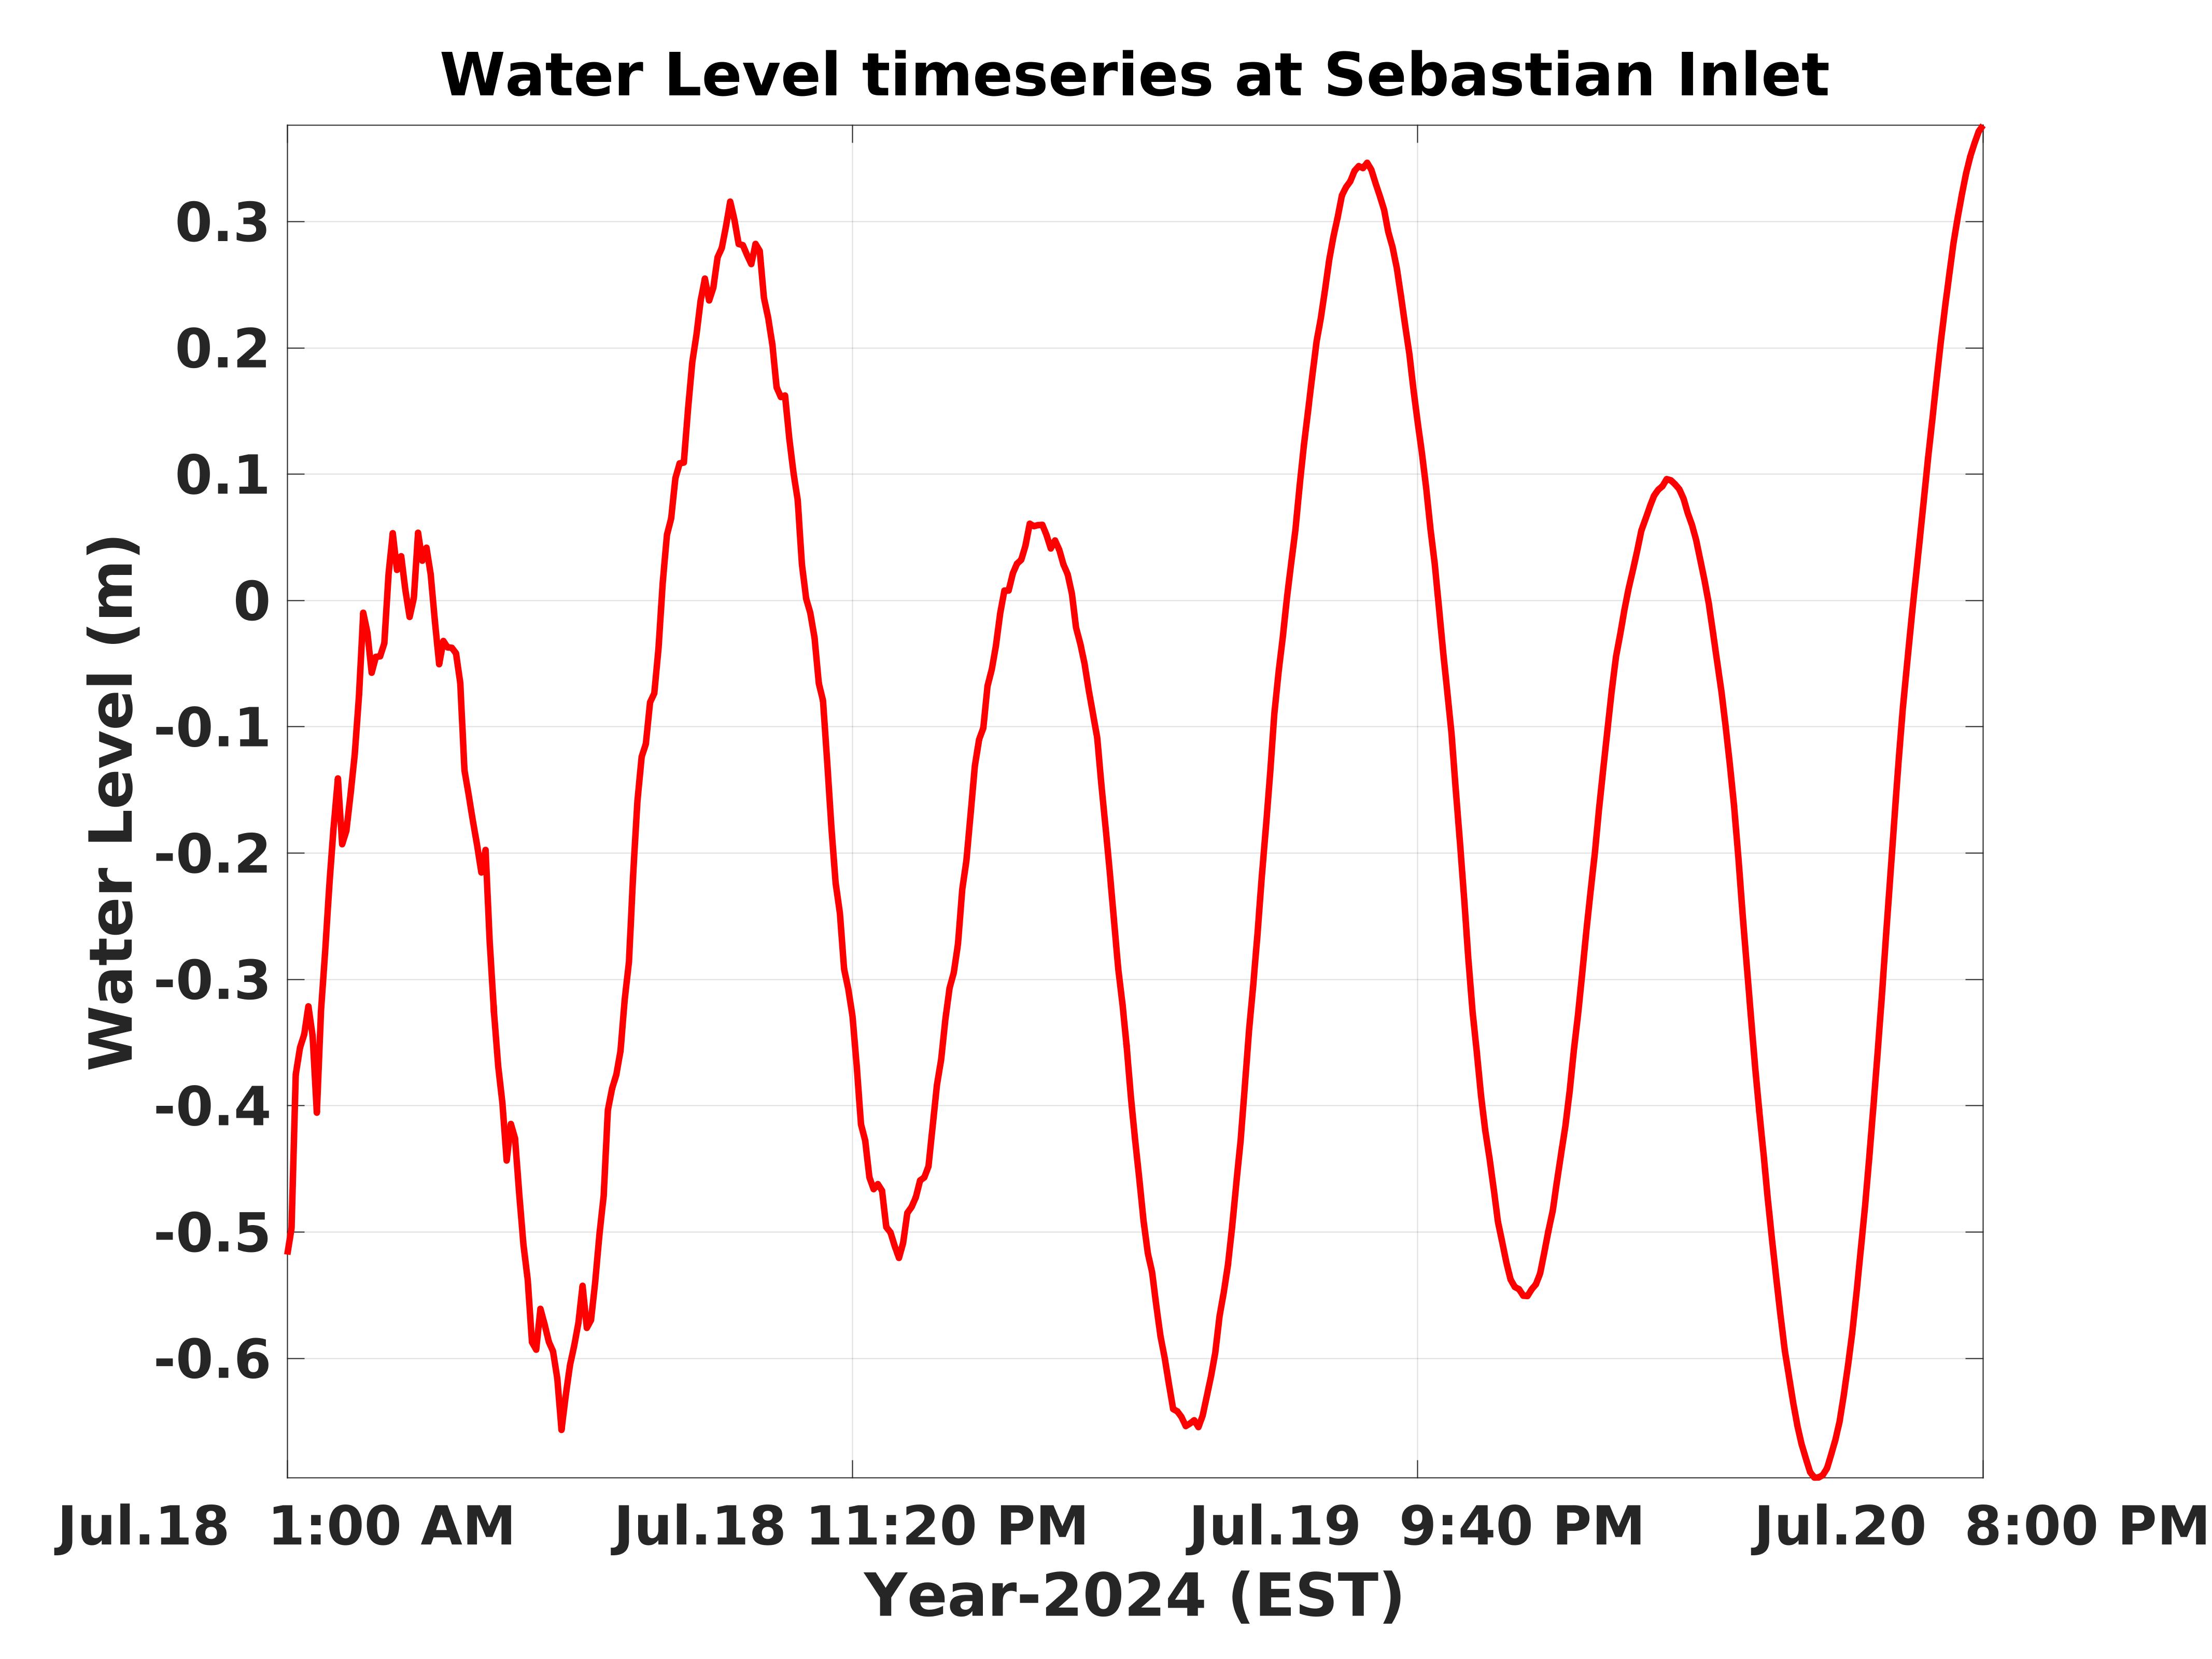 Water Level timeseries at Sebastian Inlet
0.3
0.2
0.1
0
-0.1
-0.2
-0.3
-0.4
-0.5
-0.6
Water Level (m)
Jul.18 1:00 AM
Jul.18 11:20 PM
Jul.19 9:40 PM
Jul.20 8:00 PM
Year-2024 (EST)